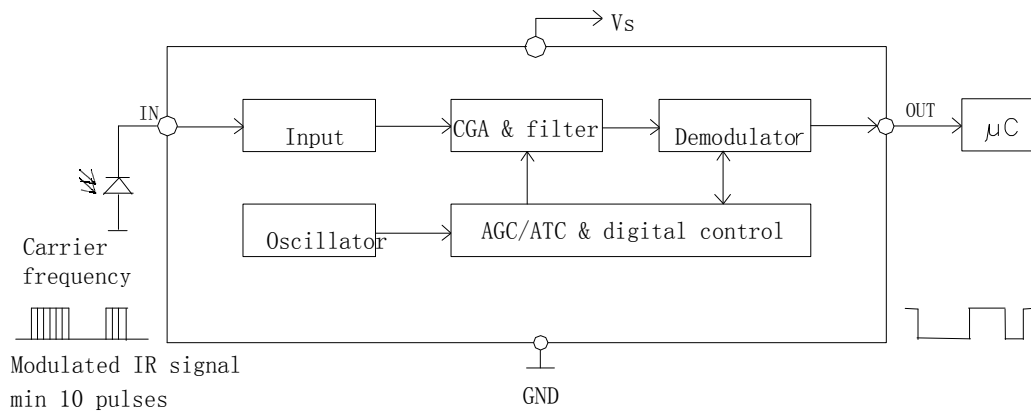 Vs
IN
Input
CGA & filter
Demodulator
OUT
μC
Oscillator
AGC/ATC & digital control
Carrier
frequency
Modulated IR signal
min 10 pulses
GND